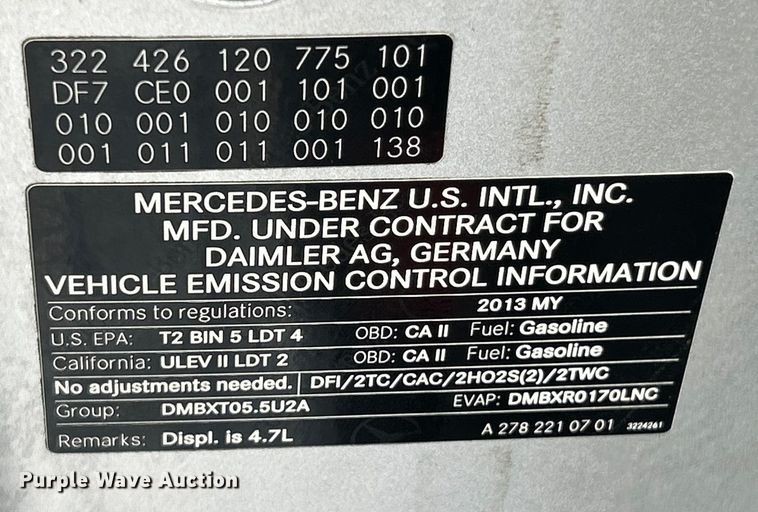 322 426 120 775 101
DF7 CE0 001 101 001
010 001 010 010 010
001 011 011 001 138
MERCEDES-BENZ U.S. INTL., INC.
MFD. UNDER CONTRACT FOR
DAIMLER AG, GERMANY
VEHICLE EMISSION CONTROL INFORMATION
Conforms to regulations: 2013 MY
U.S. EPA: T2 BIN 5 LDT 4 OBD: CA II Fuel: Gasoline
California: ULEV II LDT 2 OBD: CA II Fuel: Gasoline
No adjustments needed. DFI/2TC/CAC/2HO2S(2)/2TWC
Group: DMBXT05.5U2A EVAP: DMBXR0170LNC
Remarks: Displ. is 4.7L A 278 221 07 01 3224261
Purple Wave Auction